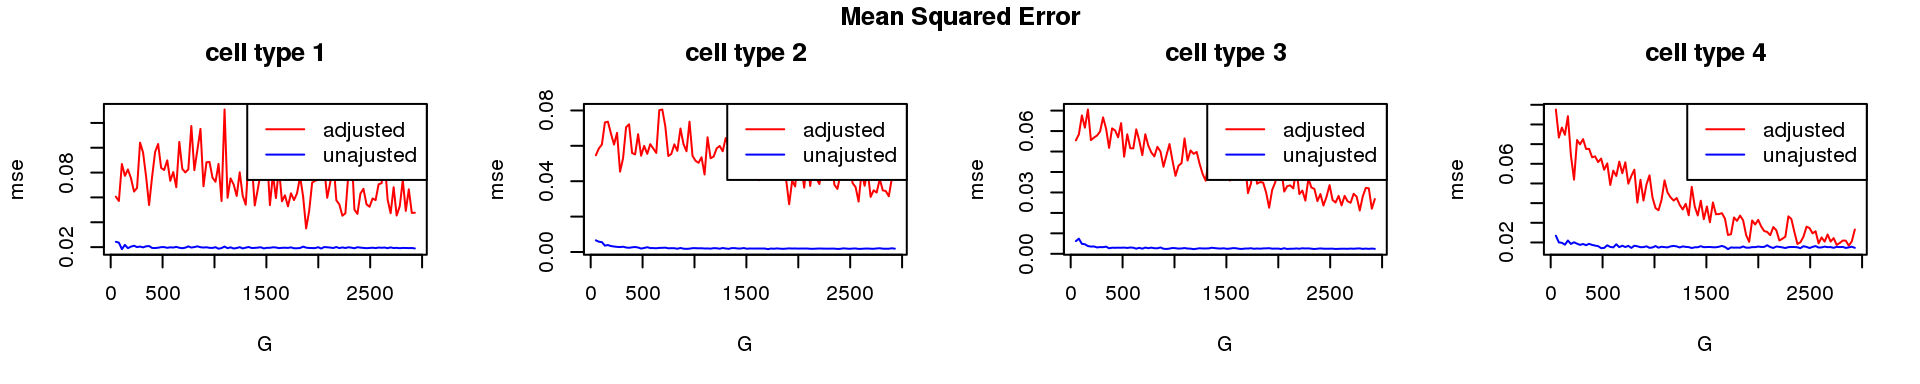 Mean Squared Error
cell type 1
mse
0.02
0.08
adjusted
unajusted
0 500 1500 2500
G
cell type 2
mse
0.00
0.04
0.08
adjusted
unajusted
0 500 1500 2500
G
cell type 3
mse
0.00
0.03
0.06
adjusted
unajusted
0 500 1500 2500
G
cell type 4
mse
0.02
0.06
adjusted
unajusted
0 500 1500 2500
G